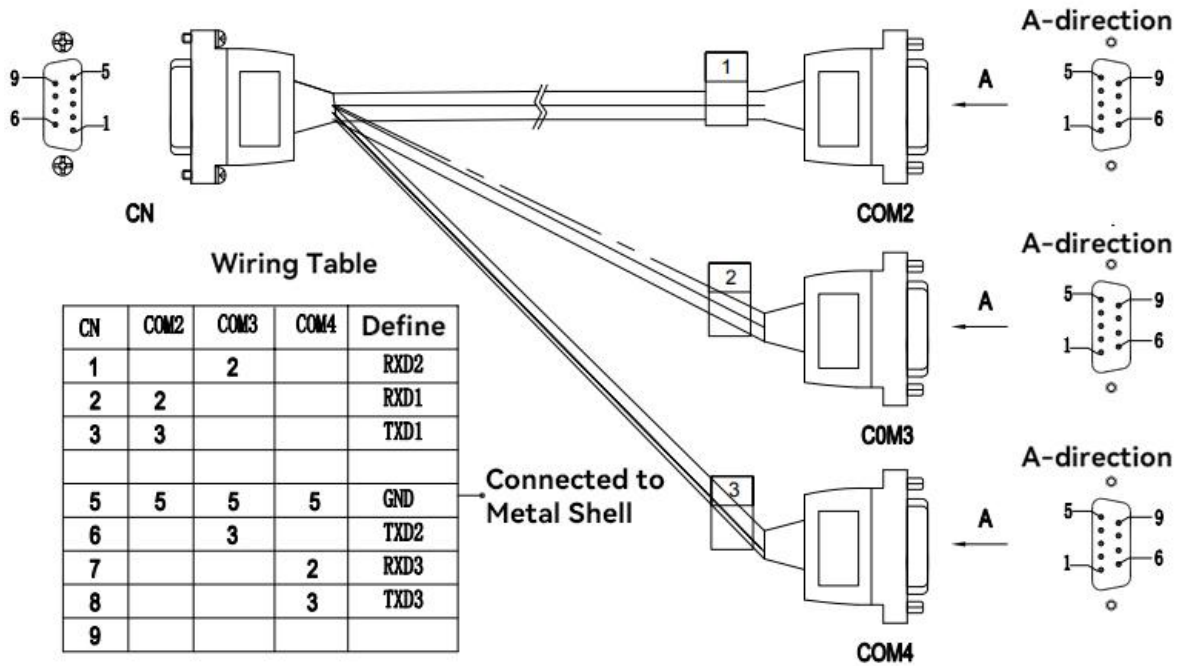 A-direction
9
5
6
1
CN
1
A
5
9
1
6
COM2
A-direction
2
A
5
9
1
6
C0M3
A-direction
3
A
5
9
1
6
COM4
Wiring Table
CN COM2 COM3 COM4 Define
1 2 RXD2
2 2 RXD1
3 3 TXD1
5 5 5 5 GND
6 3 TXD2
7 2 RXD3
8 3 TXD3
9
Connected to
Metal Shell